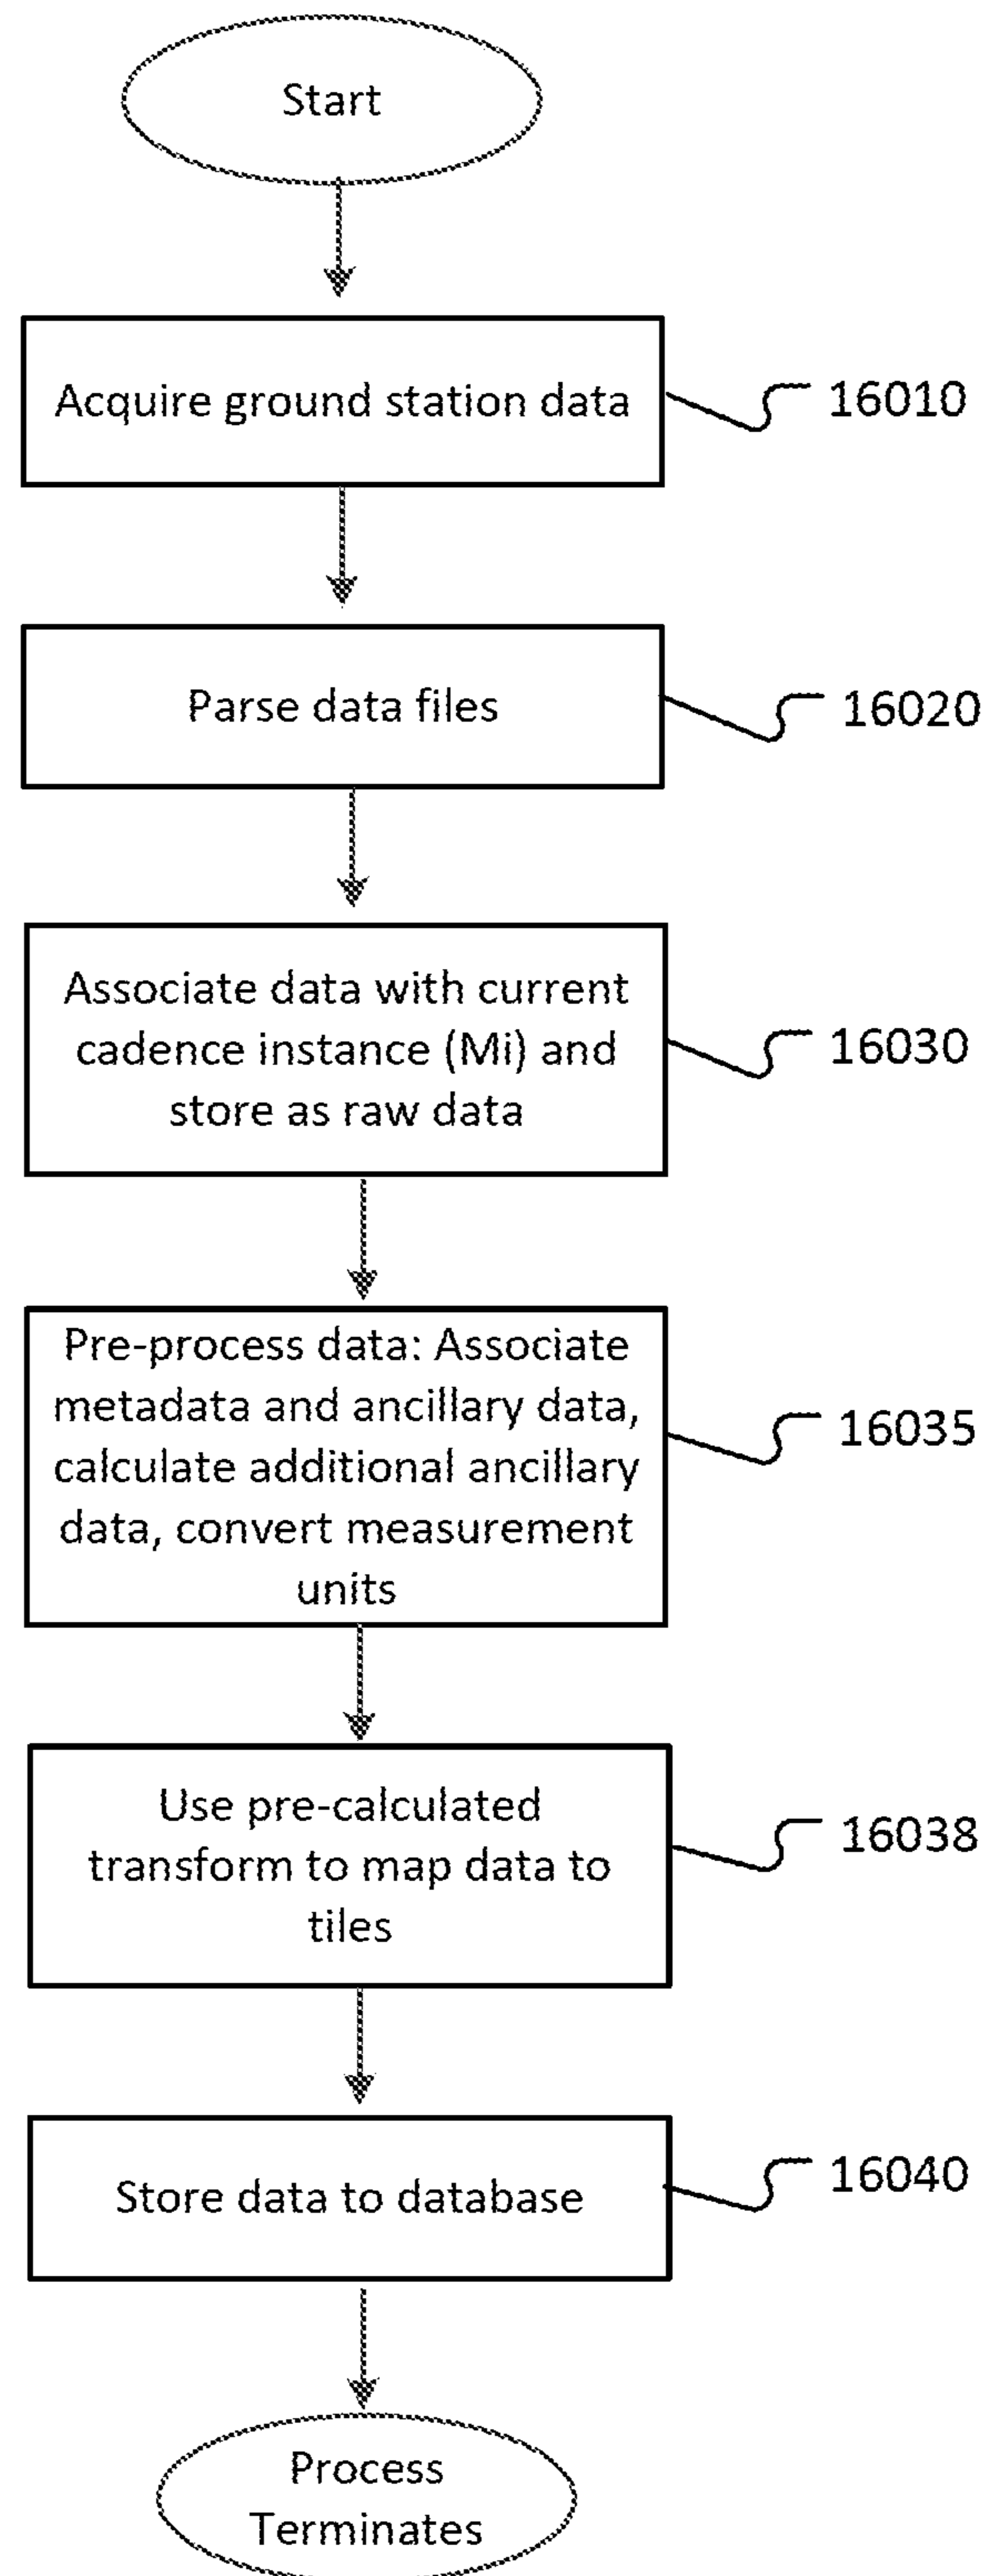 Start
Acquire ground station data
16010
Parse data files
16020
Associate data with current
cadence instance (Mi) and
store as raw data
16030
Pre-process data: Associate
metadata and ancillary data,
calculate additional ancillary
data, convert measurement
units
16035
Use pre-calculated
transform to map data to
tiles
16038
Store data to database
16040
Process
Terminates